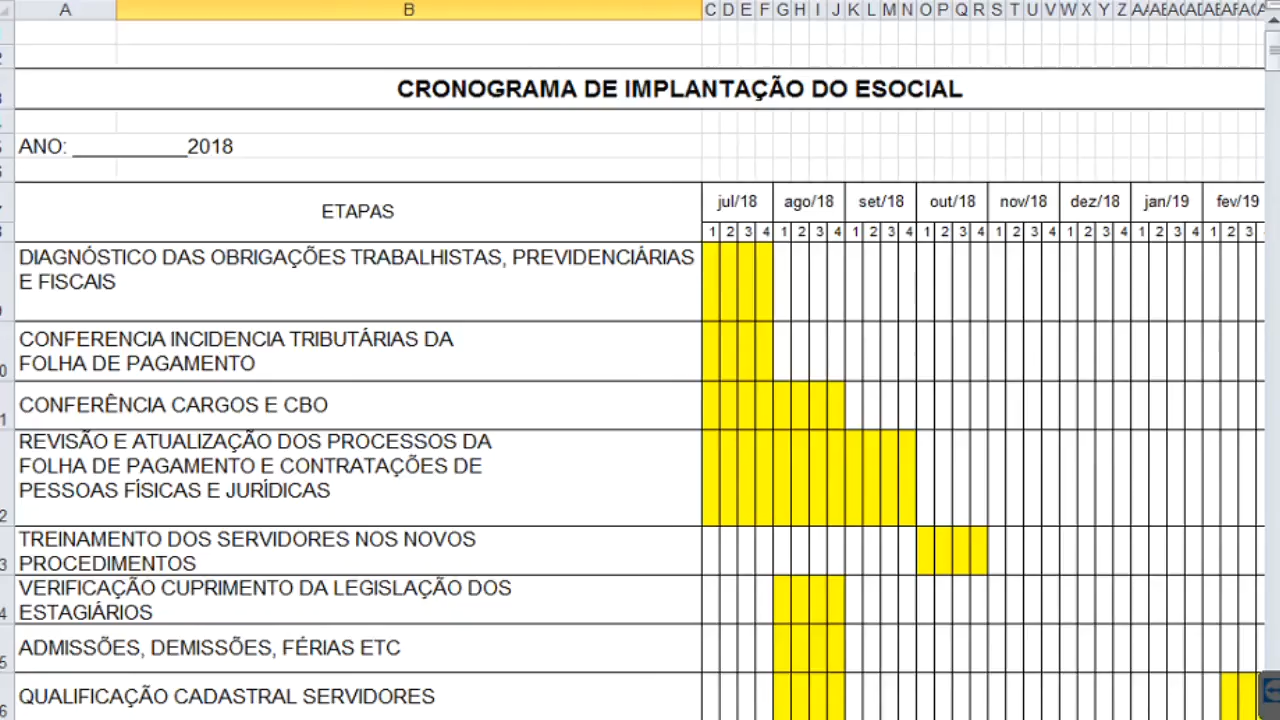 A B C D E F G H I J K L M N O P Q R S T U V W X Y Z
CRONOGRAMA DE IMPLANTAÇÃO DO ESOCIAL
ANO: __________2018
ETAPAS
jul/18 ago/18 set/18 out/18 nov/18 dez/18 jan/19 fev/19
1 2 3 4 1 2 3 4 1 2 3 4 1 2 3 4 1 2 3 4 1 2 3 4 1 2 3 4 1 2 3
DIAGNÓSTICO DAS OBRIGAÇÕES TRABALHISTAS, PREVIDENCIÁRIAS
E FISCAIS
CONFERENCIA INCIDENCIA TRIBUTÁRIAS DA
FOLHA DE PAGAMENTO
CONFERÊNCIA CARGOS E CBO
REVISÃO E ATUALIZAÇÃO DOS PROCESSOS DA
FOLHA DE PAGAMENTO E CONTRATAÇÕES DE
PESSOAS FÍSICAS E JURÍDICAS
TREINAMENTO DOS SERVIDORES NOS NOVOS
PROCEDIMENTOS
VERIFICAÇÃO CUPRIMENTO DA LEGISLAÇÃO DOS
ESTAGIÁRIOS
ADMISSÕES, DEMISSÕES, FÉRIAS ETC
QUALIFICAÇÃO CADASTRAL SERVIDORES